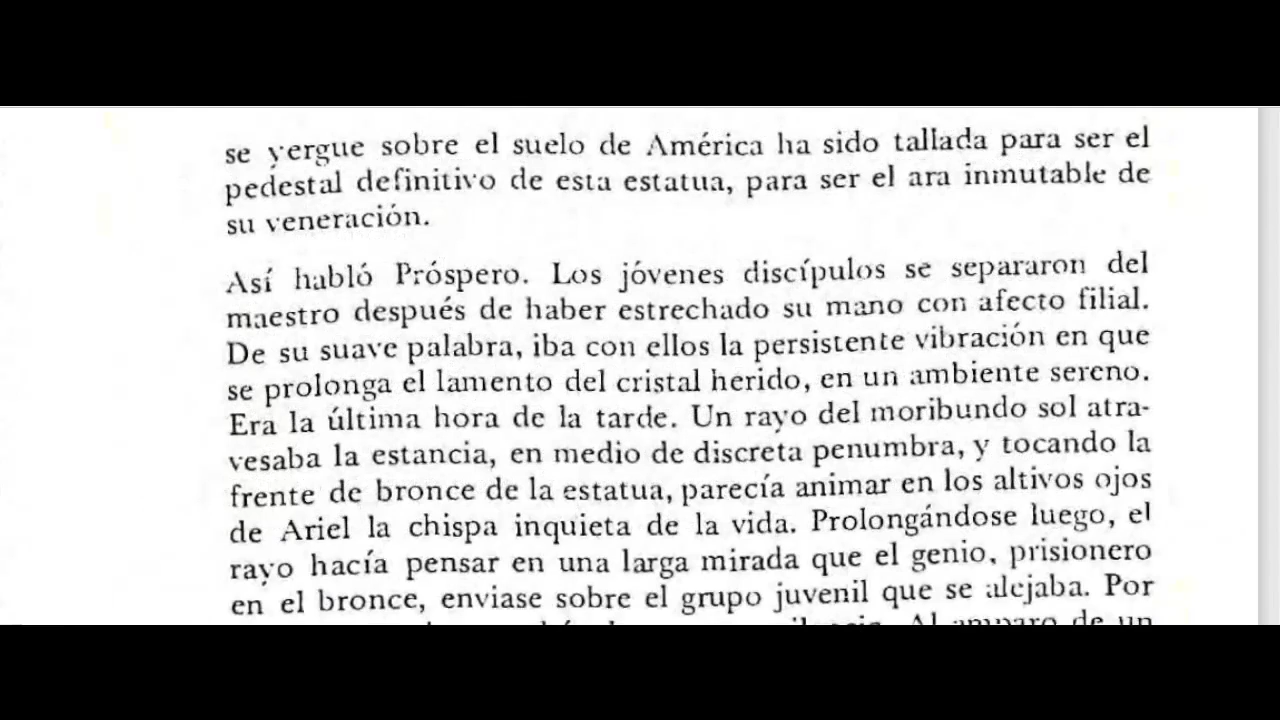 se yergue sobre el suelo de América ha sido tallada para ser el
pedestal definitivo de esta estatua, para ser el ara inmutable de
su veneración.
Así habló Próspero. Los jóvenes discípulos se separaron del
maestro después de haber estrechado su mano con afecto filial.
De su suave palabra, iba con ellos la persistente vibración en que
se prolonga el lamento del cristal herido, en un ambiente sereno.
Era la última hora de la tarde. Un rayo del moribundo sol atra-
vesaba la estancia, en medio de discreta penumbra, y tocando la
frente de bronce de la estatua, parecía animar en los altivos ojos
de Ariel la chispa inquieta de la vida. Prolongándose luego, el
rayo hacía pensar en una larga mirada que el genio, prisionero
en el bronce, enviase sobre el grupo juvenil que se alejaba. Por
Al amparo de un